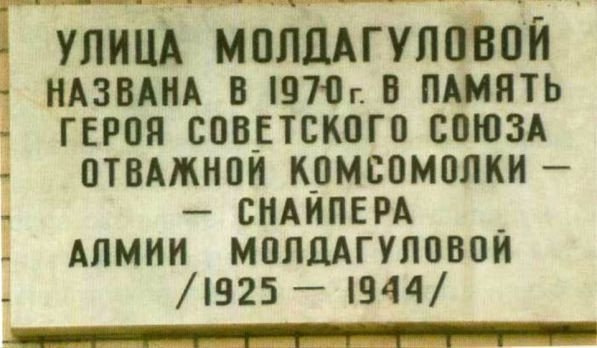 УЛИЦА МОЛДАГУЛОВОЙ
НАЗВАНА В 1970г. В ПАМЯТЬ
ГЕРОЯ СОВЕТСКОГО СОЮЗА
ОТВАЖНОЙ КОМСОМОЛКИ —
— СНАЙПЕРА
АЛМИИ МОЛДАГУЛОВОЙ
/1925 — 1944/